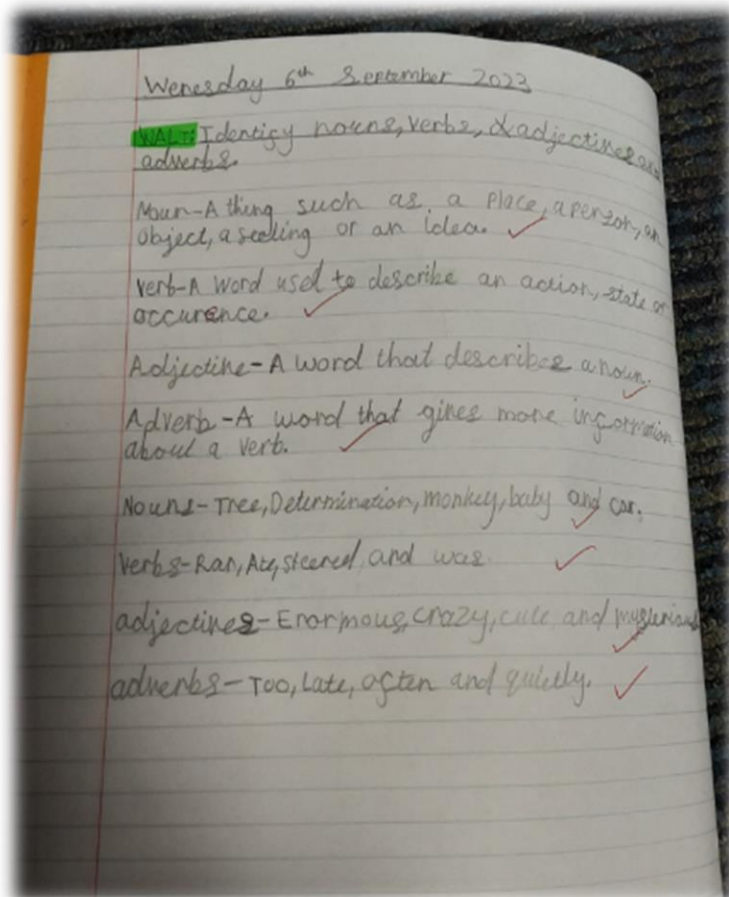 Wenesday 6th September 2023
WALT: Identify nouns, verbs, & adjectives and
adverbs.
Noun-A thing such as a place, a person, an
object, a feeling or an idea.
Verb-A word used to describe an action, state or
occurence.
Adjective-A word that describes a noun.
Adverb-A word that gives more information
about a verb.
Nouns-Tree, Determination, monkey, baby and car.
Verbs-Ran, Ate, steered, and was
adjectives-Enormous, crazy, cute and mysterious
adverbs-Too, Late, often and quietly.